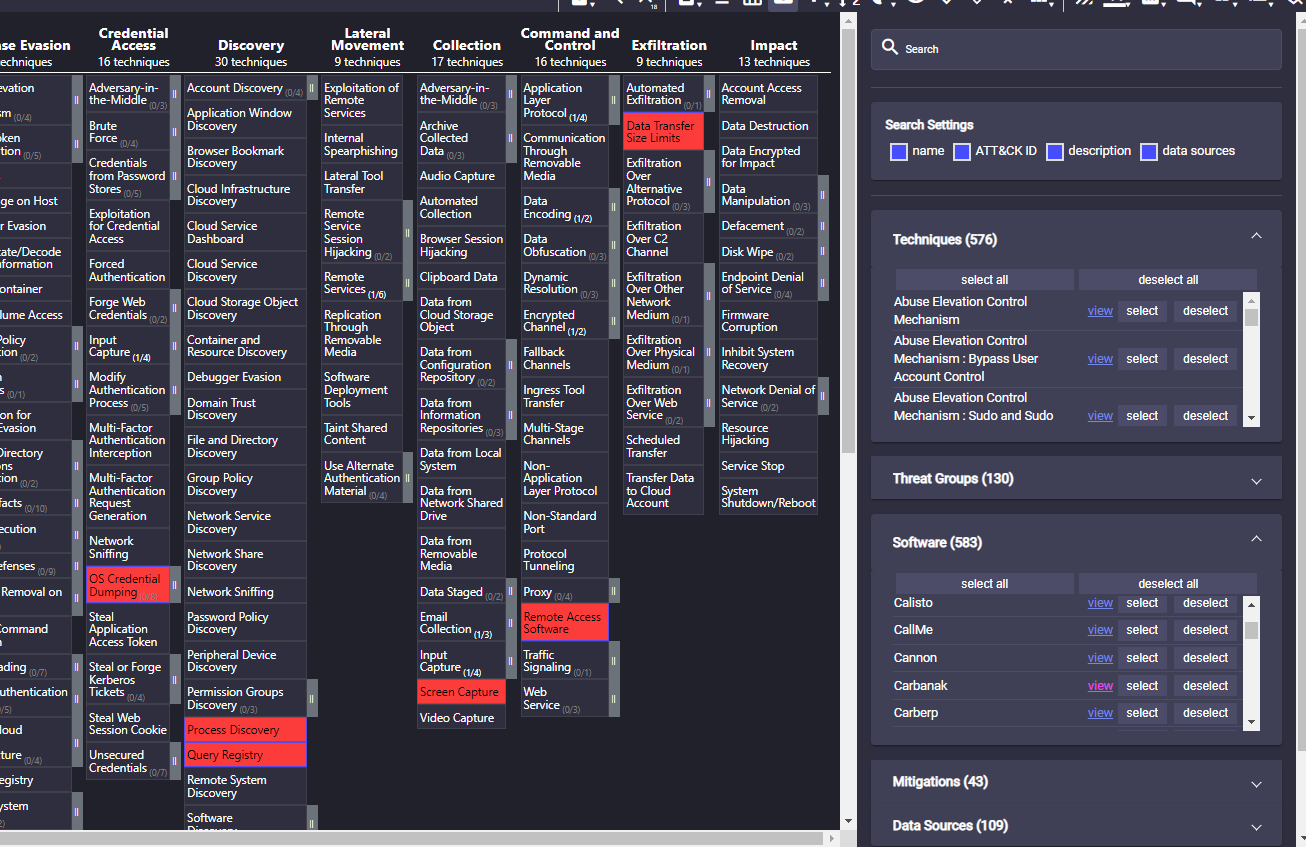 18
2
nse Evasion
techniques
evation
sm (0/4)
oken
tion (0/5)
ge on Host
r Evasion
cate/Decode
nformation
ontainer
lume Access
Policy
ion (0/2)
n
s (0/1)
on for
Evasion
Directory
ons
tion (0/2)
facts (0/10)
ecution
efenses (0/9)
Removal on
Command
n
ading (0/7)
uthentication
/5)
loud
ture (0/4)
egistry
ystem
2)
Credential
Access
16 techniques
Adversary-in-
the-Middle (0/3)
Brute
Force (0/4)
Credentials
from Password
Stores (0/5)
Exploitation
for Credential
Access
Forced
Authentication
Forge Web
Credentials (0/2)
Input
Capture (1/4)
Modify
Authentication
Process (0/5)
Multi-Factor
Authentication
Interception
Multi-Factor
Authentication
Request
Generation
Network
Sniffing
OS Credential
Dumping
Steal
Application
Access Token
Steal or Forge
Kerberos
Tickets (0/4)
Steal Web
Session Cookie
Unsecured
Credentials (0/7)
Discovery
30 techniques
Account Discovery (0/4)
Application Window
Discovery
Browser Bookmark
Discovery
Cloud Infrastructure
Discovery
Cloud Service
Dashboard
Cloud Service
Discovery
Cloud Storage Object
Discovery
Container and
Resource Discovery
Debugger Evasion
Domain Trust
Discovery
File and Directory
Discovery
Group Policy
Discovery
Network Service
Discovery
Network Share
Discovery
Network Sniffing
Password Policy
Discovery
Peripheral Device
Discovery
Permission Groups
Discovery (0/3)
Process Discovery
Query Registry
Remote System
Discovery
Software
Discovery
Lateral
Movement
9 techniques
Exploitation of
Remote
Services
Internal
Spearphishing
Lateral Tool
Transfer
Remote
Service
Session
Hijacking (0/2)
Remote
Services (1/6)
Replication
Through
Removable
Media
Software
Deployment
Tools
Taint Shared
Content
Use Alternate
Authentication
Material (0/4)
Collection
17 techniques
Adversary-in-
the-Middle (0/3)
Archive
Collected
Data (0/3)
Audio Capture
Automated
Collection
Browser Session
Hijacking
Clipboard Data
Data from
Cloud Storage
Object
Data from
Configuration
Repository (0/2)
Data from
Information
Repositories (0/3)
Data from Local
System
Data from
Network Shared
Drive
Data from
Removable
Media
Data Staged (0/2)
Email
Collection (1/3)
Input
Capture (1/4)
Screen Capture
Video Capture
Command and
Control
16 techniques
Application
Layer
Protocol (1/4)
Communication
Through
Removable
Media
Data
Encoding (1/2)
Data
Obfuscation (0/3)
Dynamic
Resolution (0/3)
Encrypted
Channel (1/2)
Fallback
Channels
Ingress Tool
Transfer
Multi-Stage
Channels
Non-
Application
Layer Protocol
Non-Standard
Port
Protocol
Tunneling
Proxy (0/4)
Remote Access
Software
Traffic
Signaling (0/1)
Web
Service (0/3)
Exfiltration
9 techniques
Automated
Exfiltration (0/1)
Data Transfer
Size Limits
Exfiltration
Over
Alternative
Protocol (0/3)
Exfiltration
Over C2
Channel
Exfiltration
Over Other
Network
Medium (0/1)
Exfiltration
Over Physical
Medium (0/1)
Exfiltration
Over Web
Service (0/2)
Scheduled
Transfer
Transfer Data
to Cloud
Account
Impact
13 techniques
Account Access
Removal
Data Destruction
Data Encrypted
for Impact
Data
Manipulation (0/3)
Defacement (0/2)
Disk Wipe (0/2)
Endpoint Denial
of Service (0/4)
Firmware
Corruption
Inhibit System
Recovery
Network Denial of
Service (0/2)
Resource
Hijacking
Service Stop
System
Shutdown/Reboot
Search
Search Settings
name ATT&CK ID description data sources
Techniques (576)
select all deselect all
Abuse Elevation Control
Mechanism view select deselect
Abuse Elevation Control
Mechanism : Bypass User view select deselect
Account Control
Abuse Elevation Control
Mechanism : Sudo and Sudo view select deselect
Threat Groups (130)
Software (583)
select all deselect all
Calisto view select deselect
CallMe view select deselect
Cannon view select deselect
Carbanak view select deselect
Carberp view select deselect
Mitigations (43)
Data Sources (109)